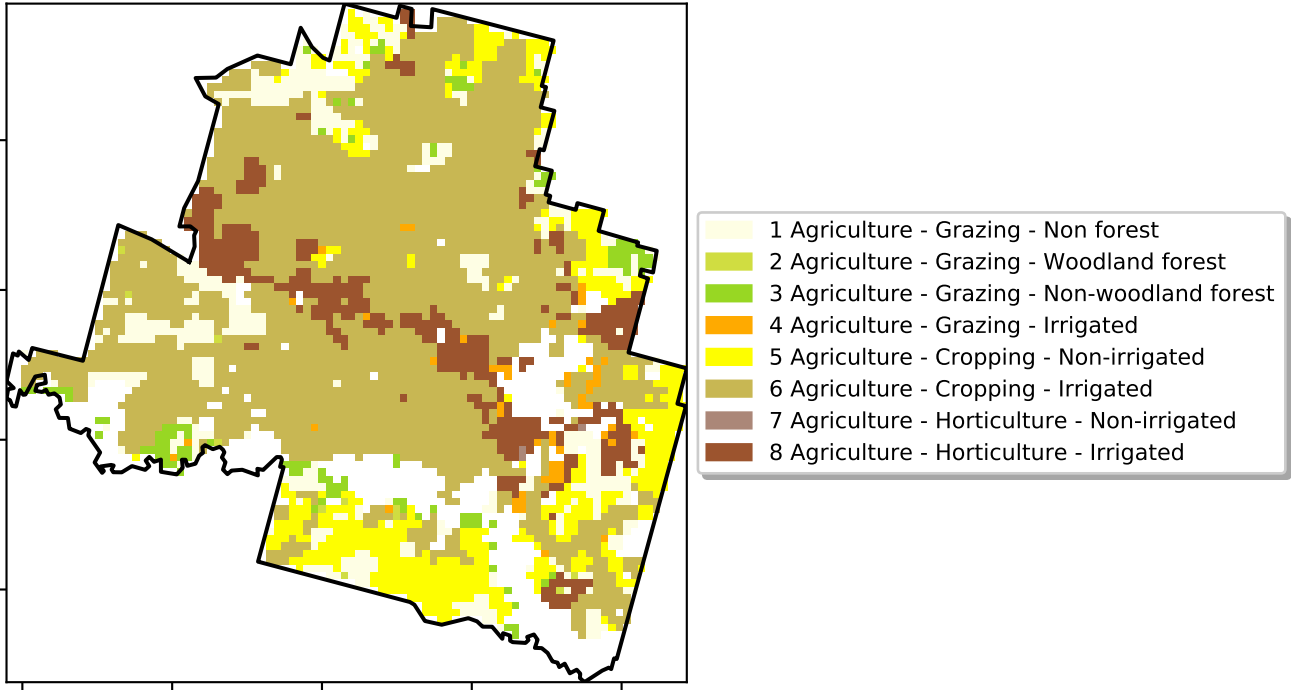 1 Agriculture - Grazing - Non forest
2 Agriculture - Grazing - Woodland forest
3 Agriculture - Grazing - Non-woodland forest
4 Agriculture - Grazing - Irrigated
5 Agriculture - Cropping - Non-irrigated
6 Agriculture - Cropping - Irrigated
7 Agriculture - Horticulture - Non-irrigated
8 Agriculture - Horticulture - Irrigated